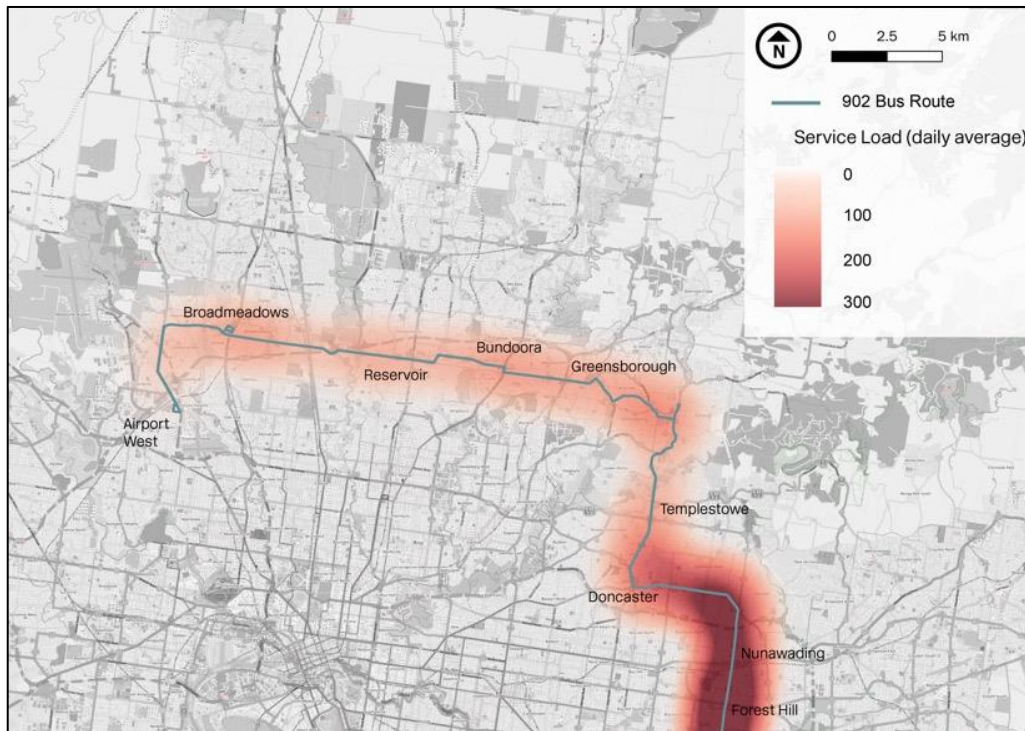 N
0 2.5 5 km
902 Bus Route
Service Load (daily average)
0
100
200
300
Broadmeadows
Bundoora
Greensborough
Reservoir
Airport
West
Templestowe
Doncaster
Nunawading
Forest Hill